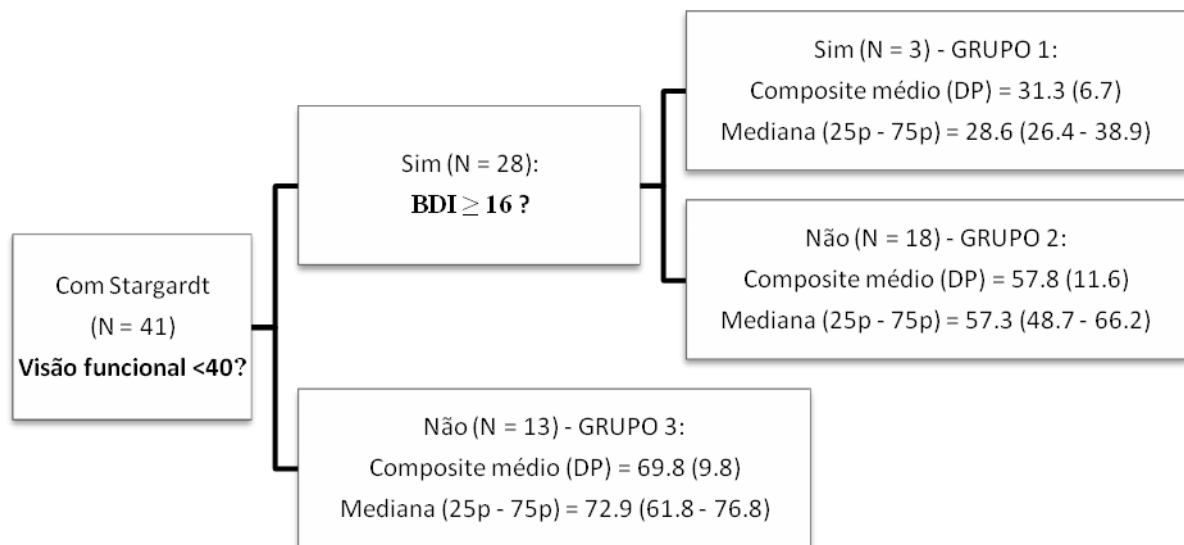 Com Stargardt
(N = 41)
Visão funcional <40?
Sim (N = 28):
BDI ≥ 16 ?
Sim (N = 3) - GRUPO 1:
Composite médio (DP) = 31.3 (6.7)
Mediana (25p - 75p) = 28.6 (26.4 - 38.9)
Não (N = 18) - GRUPO 2:
Composite médio (DP) = 57.8 (11.6)
Mediana (25p - 75p) = 57.3 (48.7 - 66.2)
Não (N = 13) - GRUPO 3:
Composite médio (DP) = 69.8 (9.8)
Mediana (25p - 75p) = 72.9 (61.8 - 76.8)